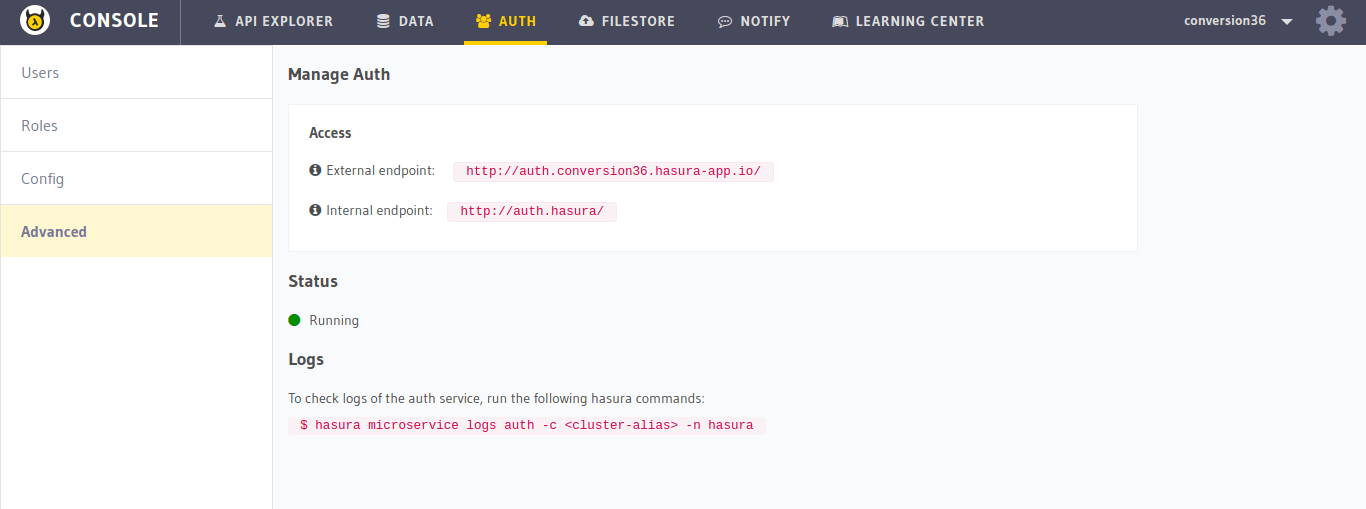 CONSOLE API EXPLORER DATA AUTH FILESTORE NOTIFY LEARNING CENTER conversion36
Users
Roles
Config
Advanced
Manage Auth
Access
External endpoint: http://auth.conversion36.hasura-app.io/
Internal endpoint: http://auth.hasura/
Status
Running
Logs
To check logs of the auth service, run the following hasura commands:
$ hasura microservice logs auth -c <cluster-alias> -n hasura